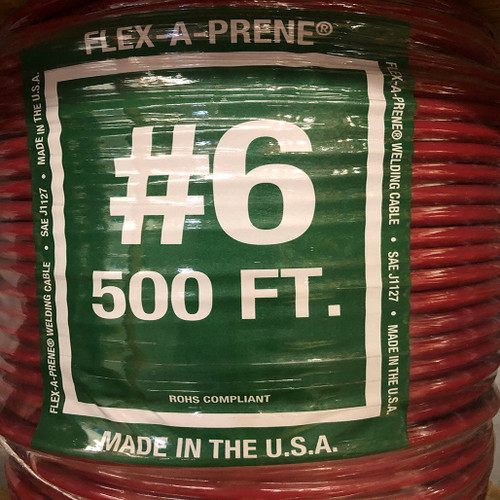 FLEX-A-PRENE®
#6
500 FT.
ROHS COMPLIANT
MADE IN THE U.S.A.
FLEX-A-PRENE® WELDING CABLE • SAE J1127 • MADE IN THE U.S.A.
FLEX-A-PRENE® WELDING CABLE • SAE J1127 • MADE IN THE U.S.A.